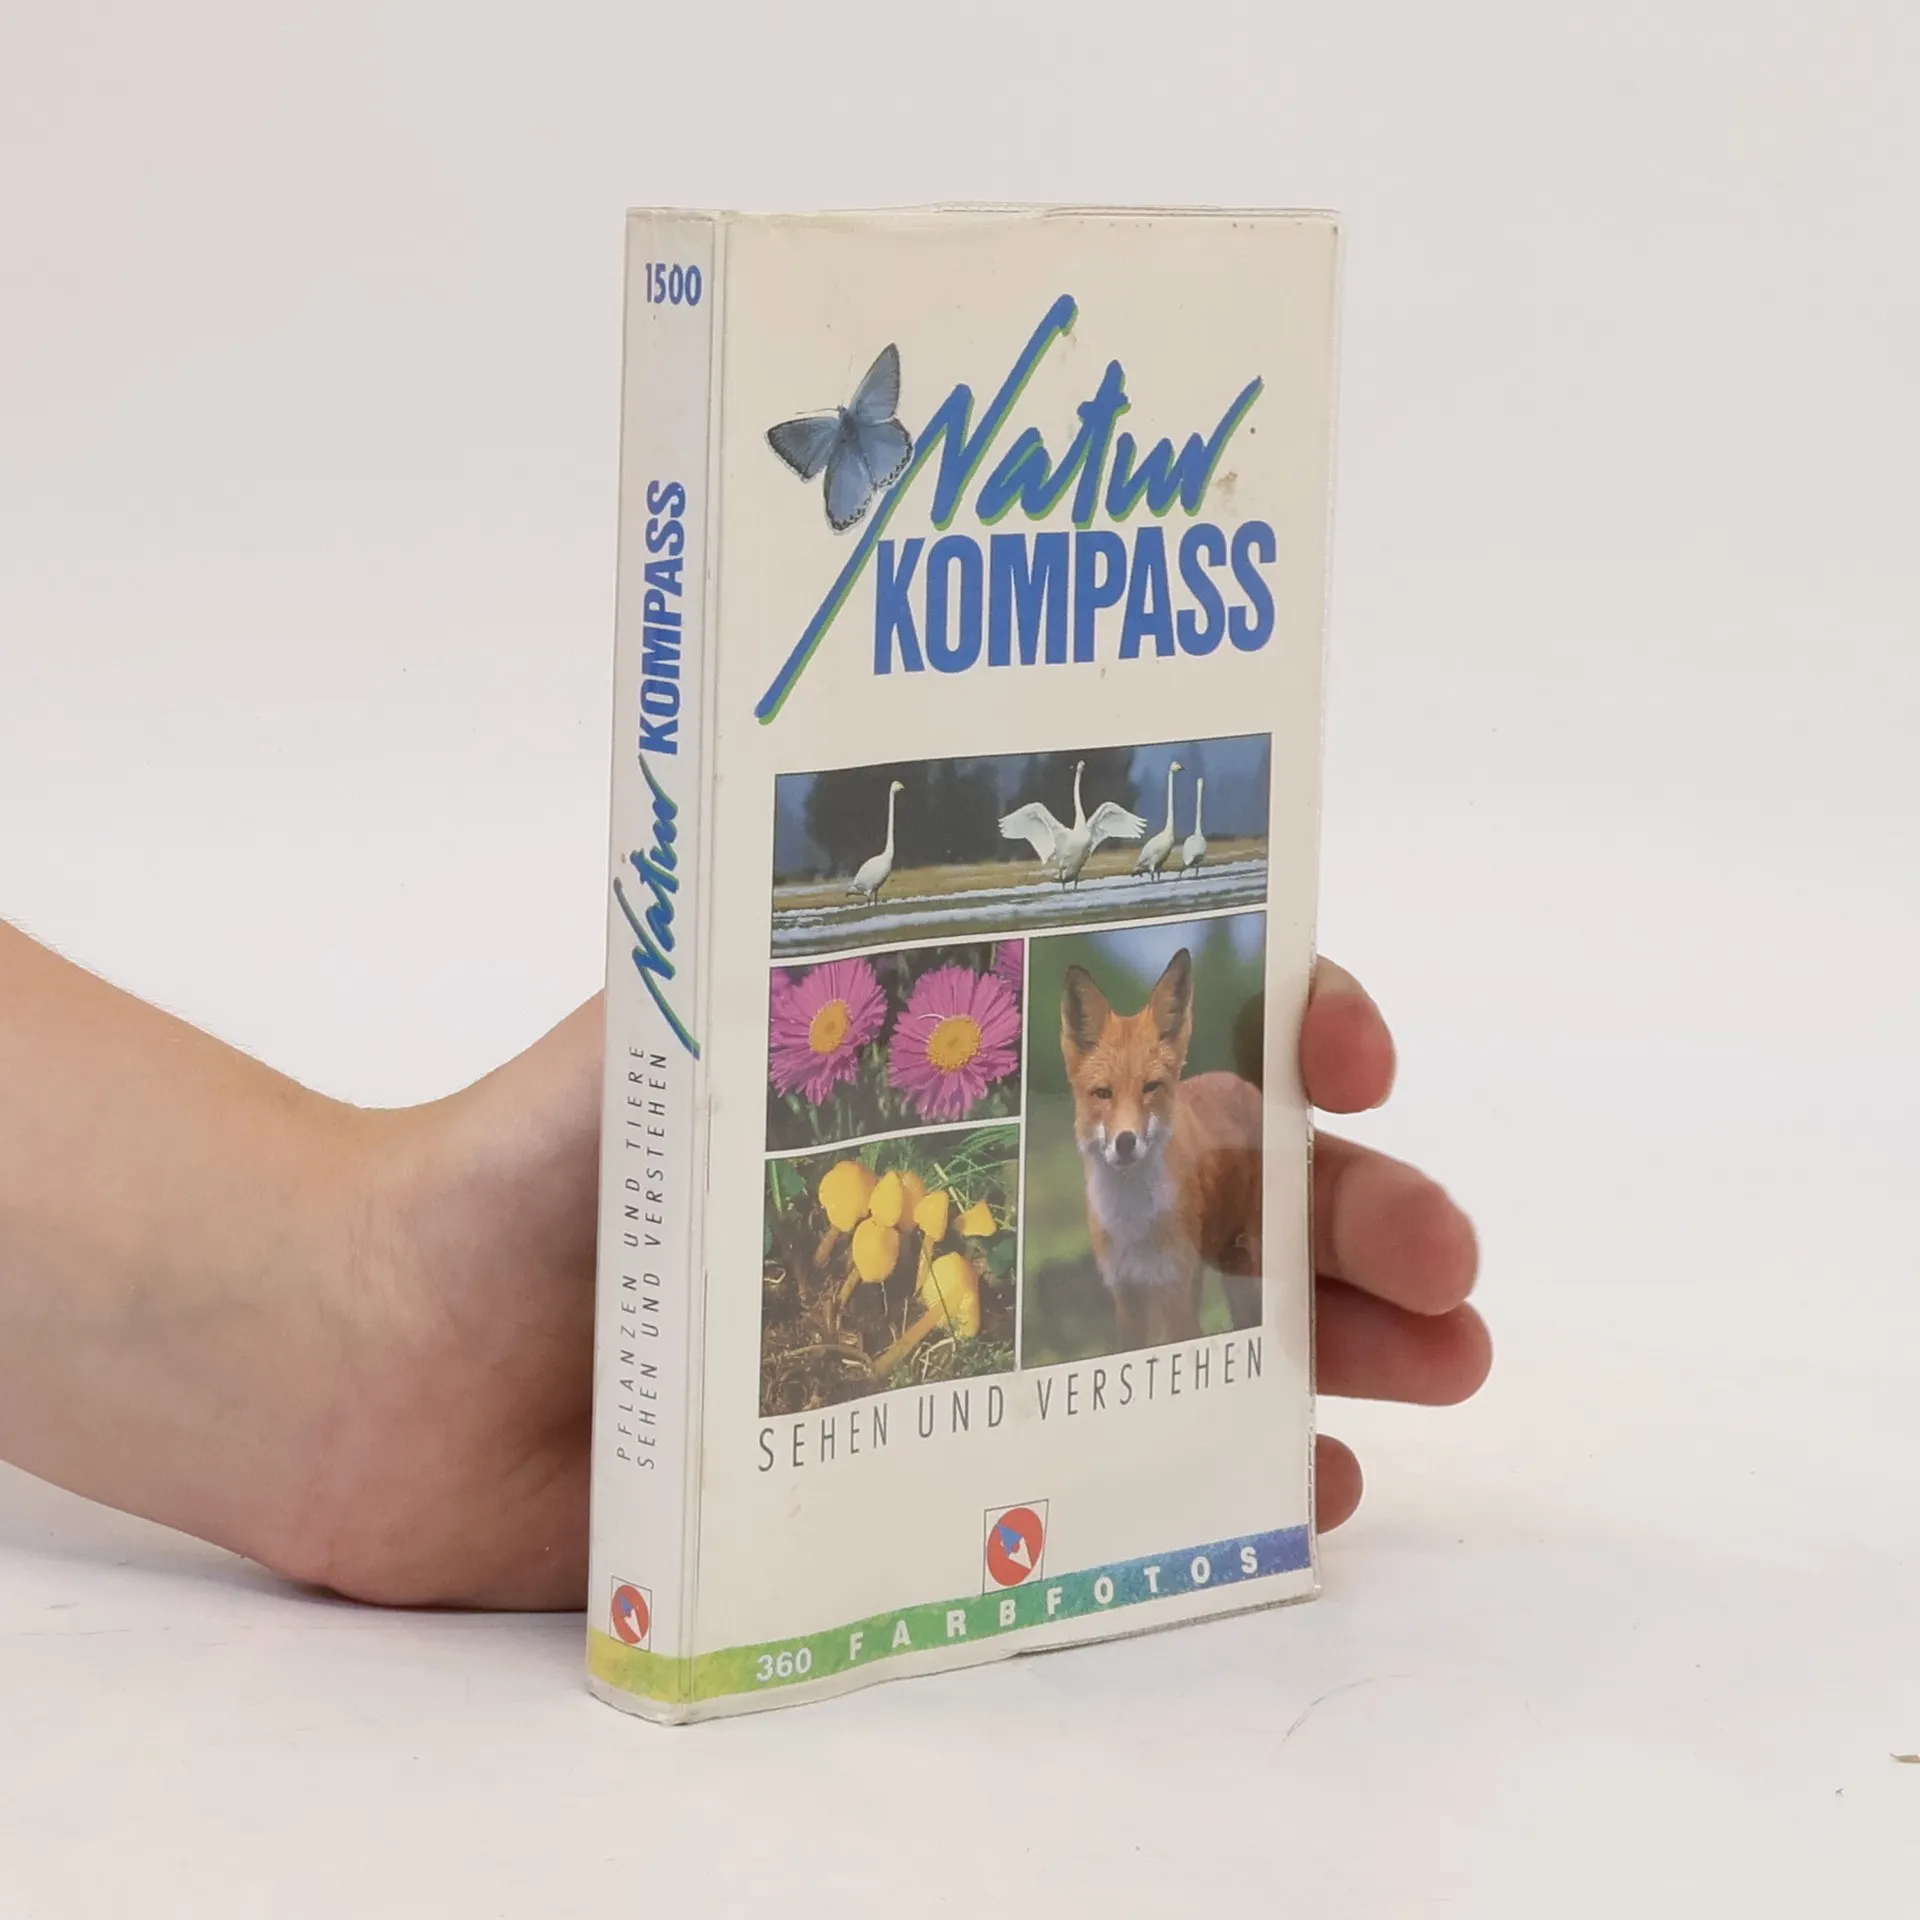 1500
Natur KOMPASS
PFLANZEN UND TIERE
SEHEN UND VERSTEHEN
Natur
KOMPASS
SEHEN UND VERSTEHEN
360 FARBFOTOS